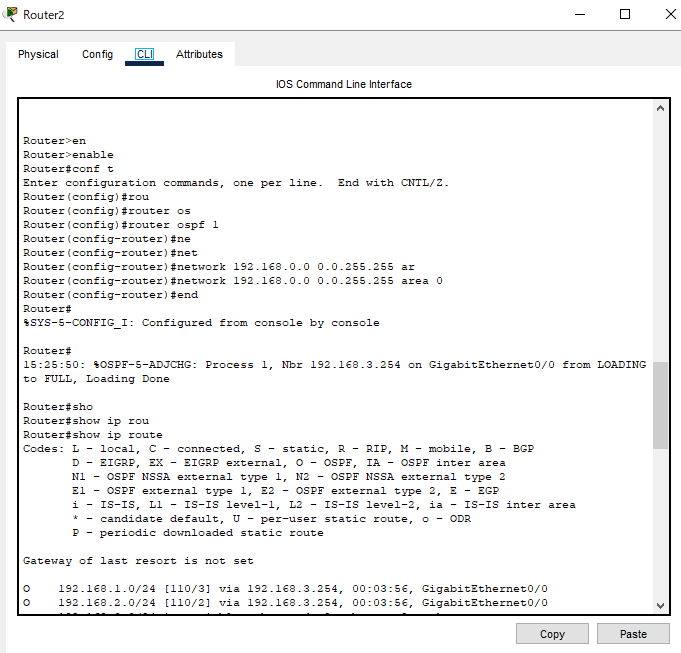 Router2
Physical Config CLI Attributes
IOS Command Line Interface
Router>en
Router>enable
Router#conf t
Enter configuration commands, one per line.  End with CNTL/Z.
Router(config)#rou
Router(config)#router os
Router(config)#router ospf 1
Router(config-router)#ne
Router(config-router)#net
Router(config-router)#network 192.168.0.0 0.0.255.255 ar
Router(config-router)#network 192.168.0.0 0.0.255.255 area 0
Router(config-router)#end
Router#
%SYS-5-CONFIG_I: Configured from console by console
Router#
15:25:50: %OSPF-5-ADJCHG: Process 1, Nbr 192.168.3.254 on GigabitEthernet0/0 from LOADING
to FULL, Loading Done
Router#sho
Router#show ip rou
Router#show ip route
Codes: L - local, C - connected, S - static, R - RIP, M - mobile, B - BGP
D - EIGRP, EX - EIGRP external, O - OSPF, IA - OSPF inter area
N1 - OSPF NSSA external type 1, N2 - OSPF NSSA external type 2
E1 - OSPF external type 1, E2 - OSPF external type 2, E - EGP
i - IS-IS, L1 - IS-IS level-1, L2 - IS-IS level-2, ia - IS-IS inter area
* - candidate default, U - per-user static route, o - ODR
P - periodic downloaded static route
Gateway of last resort is not set
O    192.168.1.0/24 [110/3] via 192.168.3.254, 00:03:56, GigabitEthernet0/0
O    192.168.2.0/24 [110/2] via 192.168.3.254, 00:03:56, GigabitEthernet0/0
Copy Paste